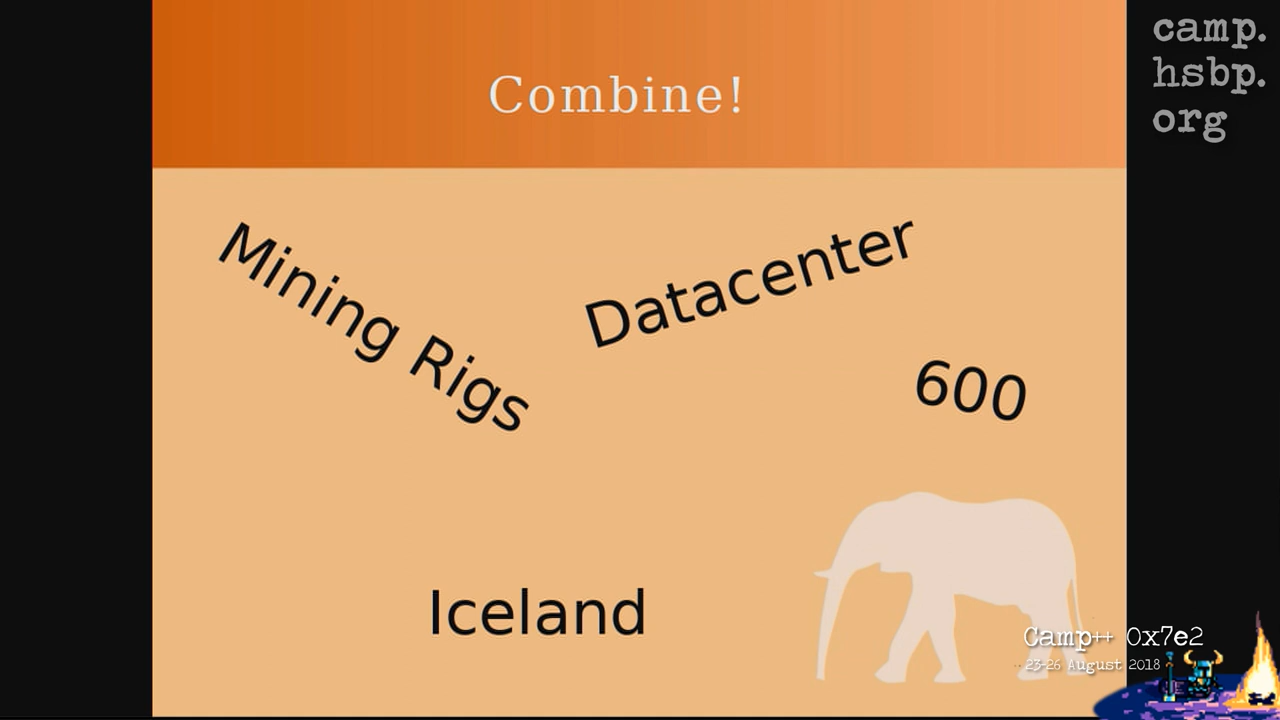 Combine!
camp.
hsbp.
org
Mining Rigs
Datacenter
600
Iceland
Camp++ 0x7e2
23-26 August 2018